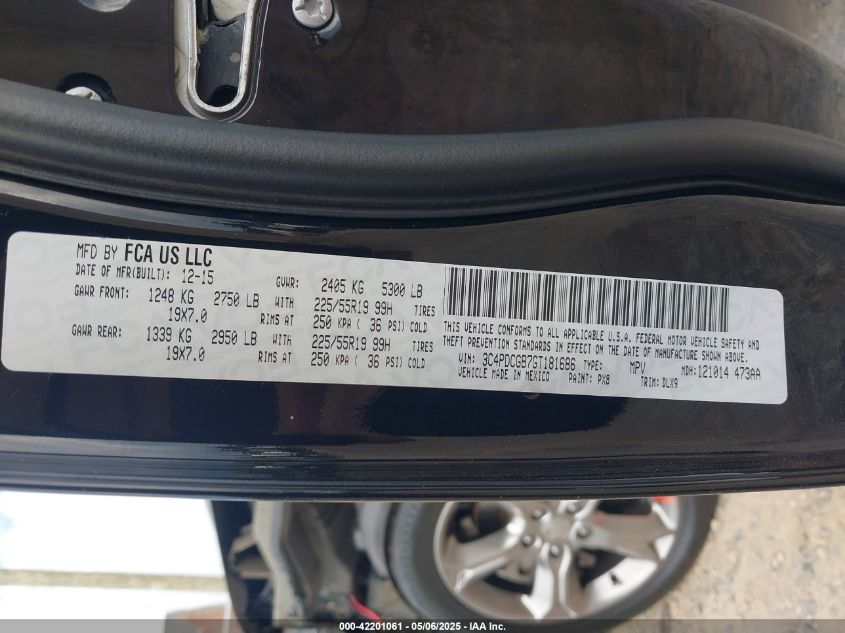 MFD BY FCA US LLC
DATE OF MFR(BUILT): 12-15 GVWR: 2405 KG 5300 LB
GAWR FRONT: 1248 KG 2750 LB WITH 225/55R19 99H TIRES
19X7.0 RIMS AT 250 KPA ( 36 PSI) COLD
GAWR REAR: 1339 KG 2950 LB WITH 225/55R19 99H TIRES
19X7.0 RIMS AT 250 KPA ( 36 PSI) COLD
THIS VEHICLE CONFORMS TO ALL APPLICABLE U.S.A. FEDERAL MOTOR VEHICLE SAFETY AND
THEFT PREVENTION STANDARDS IN EFFECT ON THE DATE OF MANUFACTURE SHOWN ABOVE.
VIN: 3C4PDCGB7GT181686 TYPE: MPV MDH: 121014 473AA
VEHICLE MADE IN MEXICO PAINT: PX8 TRIM: DLX9
000-42201061 - 05/06/2025 - IAA Inc.